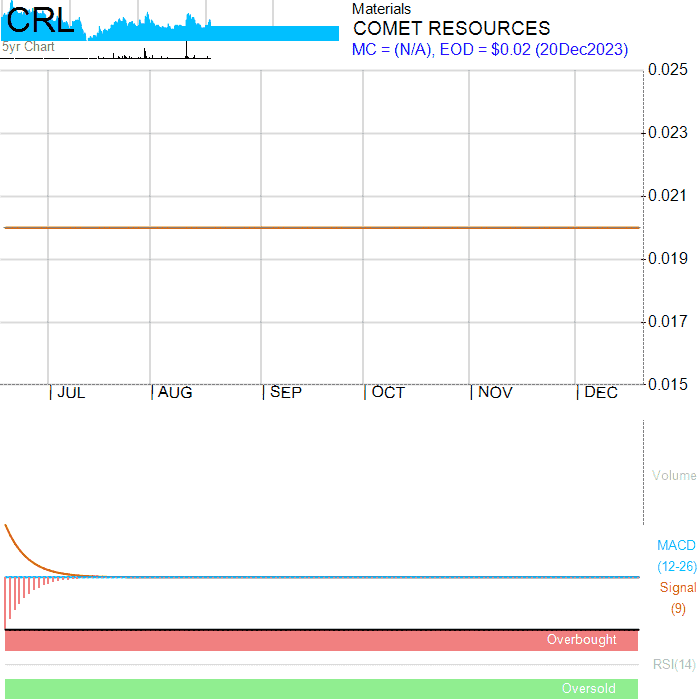 CRL
5yr Chart
Materials
COMET RESOURCES
MC = (N/A), EOD = $0.02 (20Dec2023)
0.025
0.023
0.021
0.019
0.017
0.015
JUL AUG SEP OCT NOV DEC
Volume
MACD
(12-26)
Signal
(9)
Overbought
RSI(14)
Oversold